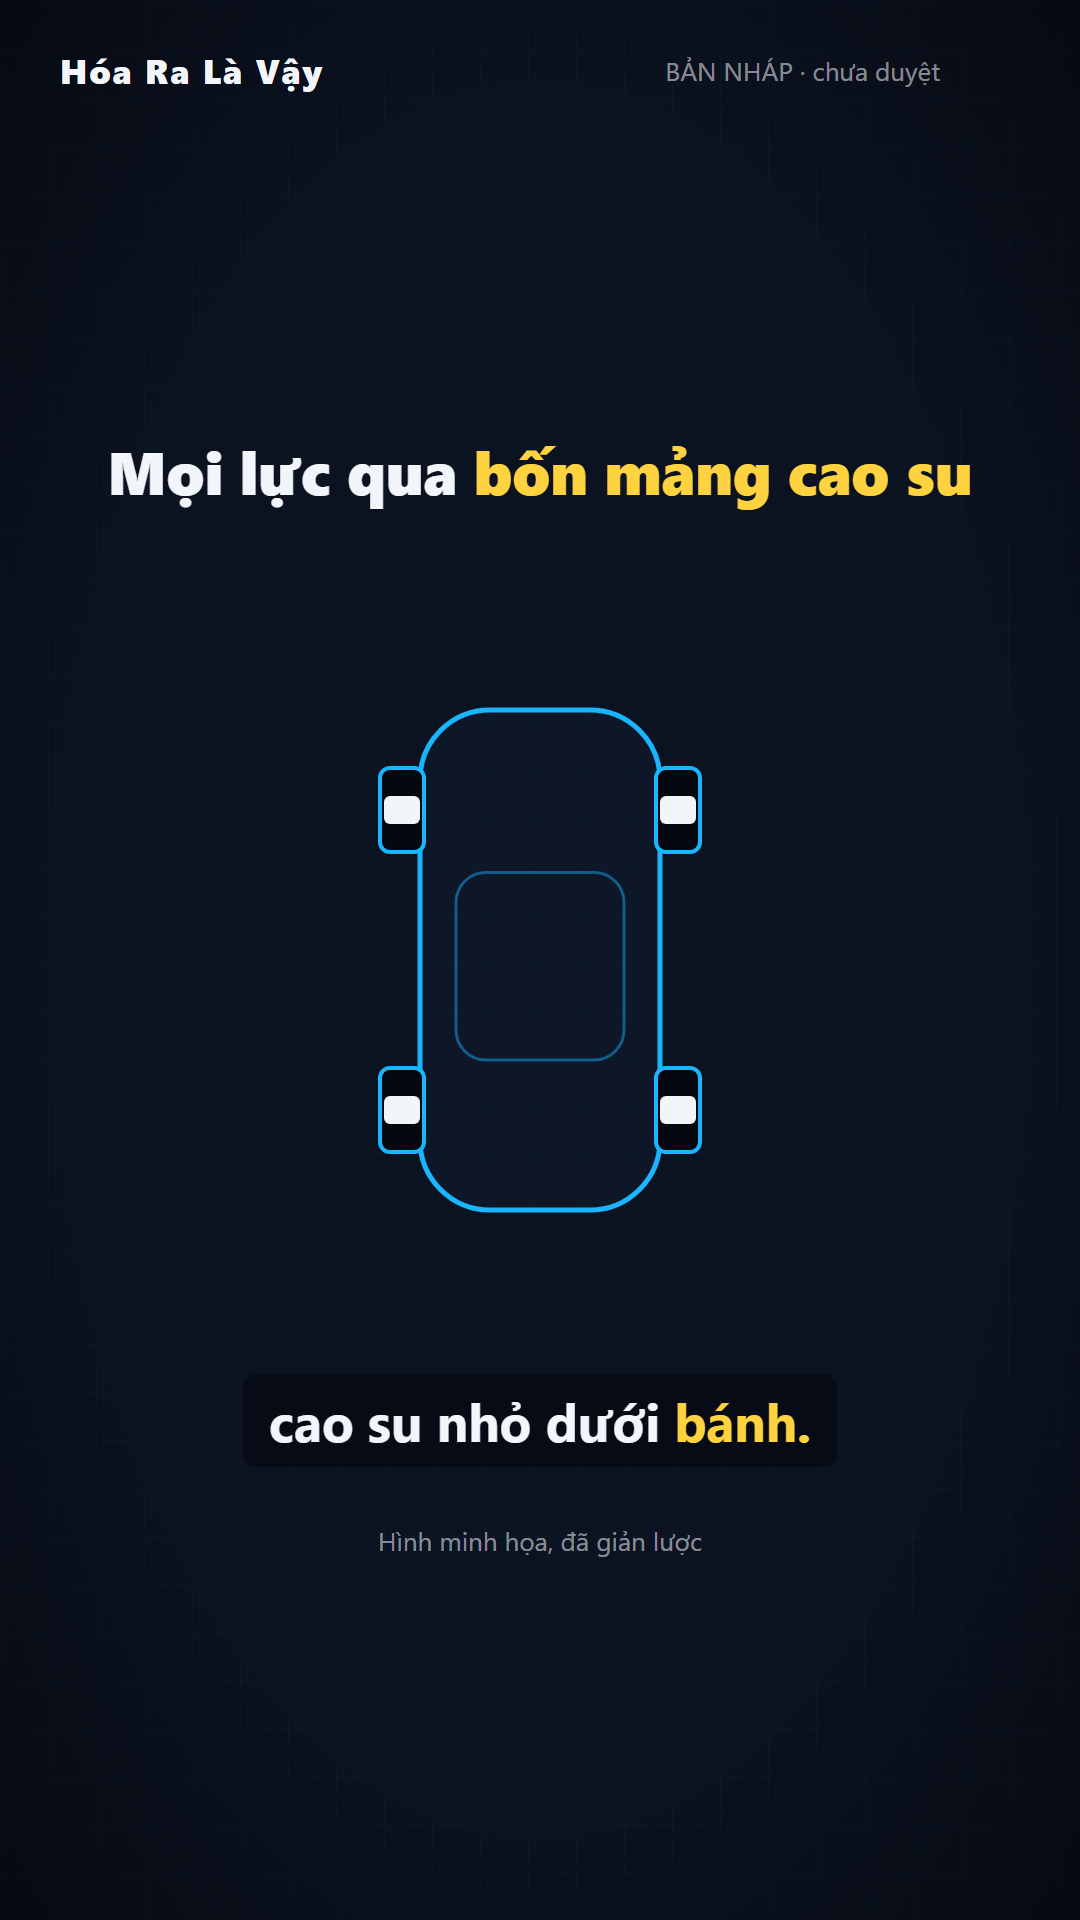 Hóa Ra Là Vậy
BẢN NHÁP · chưa duyệt
Mọi lực qua bốn mảng cao su
cao su nhỏ dưới bánh.
Hình minh họa, đã giản lược